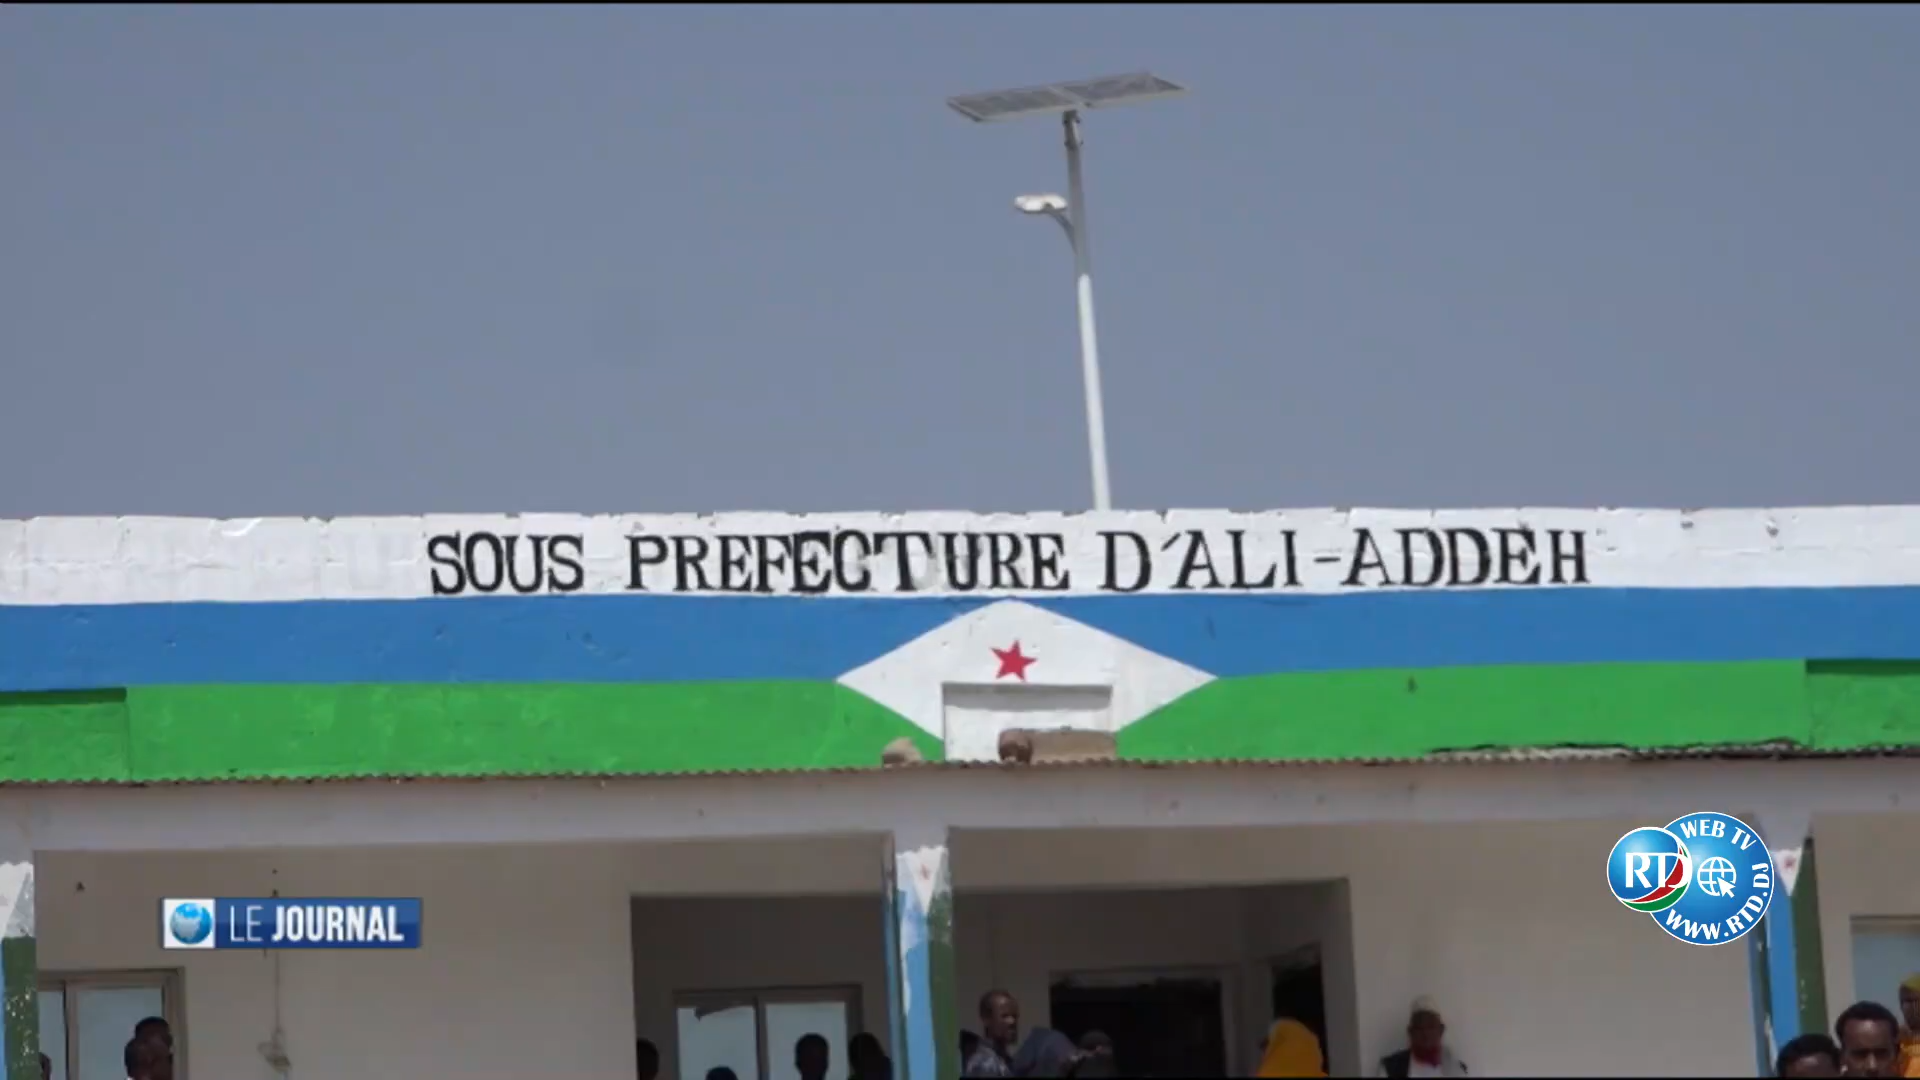 SOUS PREFECTURE D'ALI-ADDEH
LE JOURNAL
RTD
WEB TV
WWW.RTD.DJ